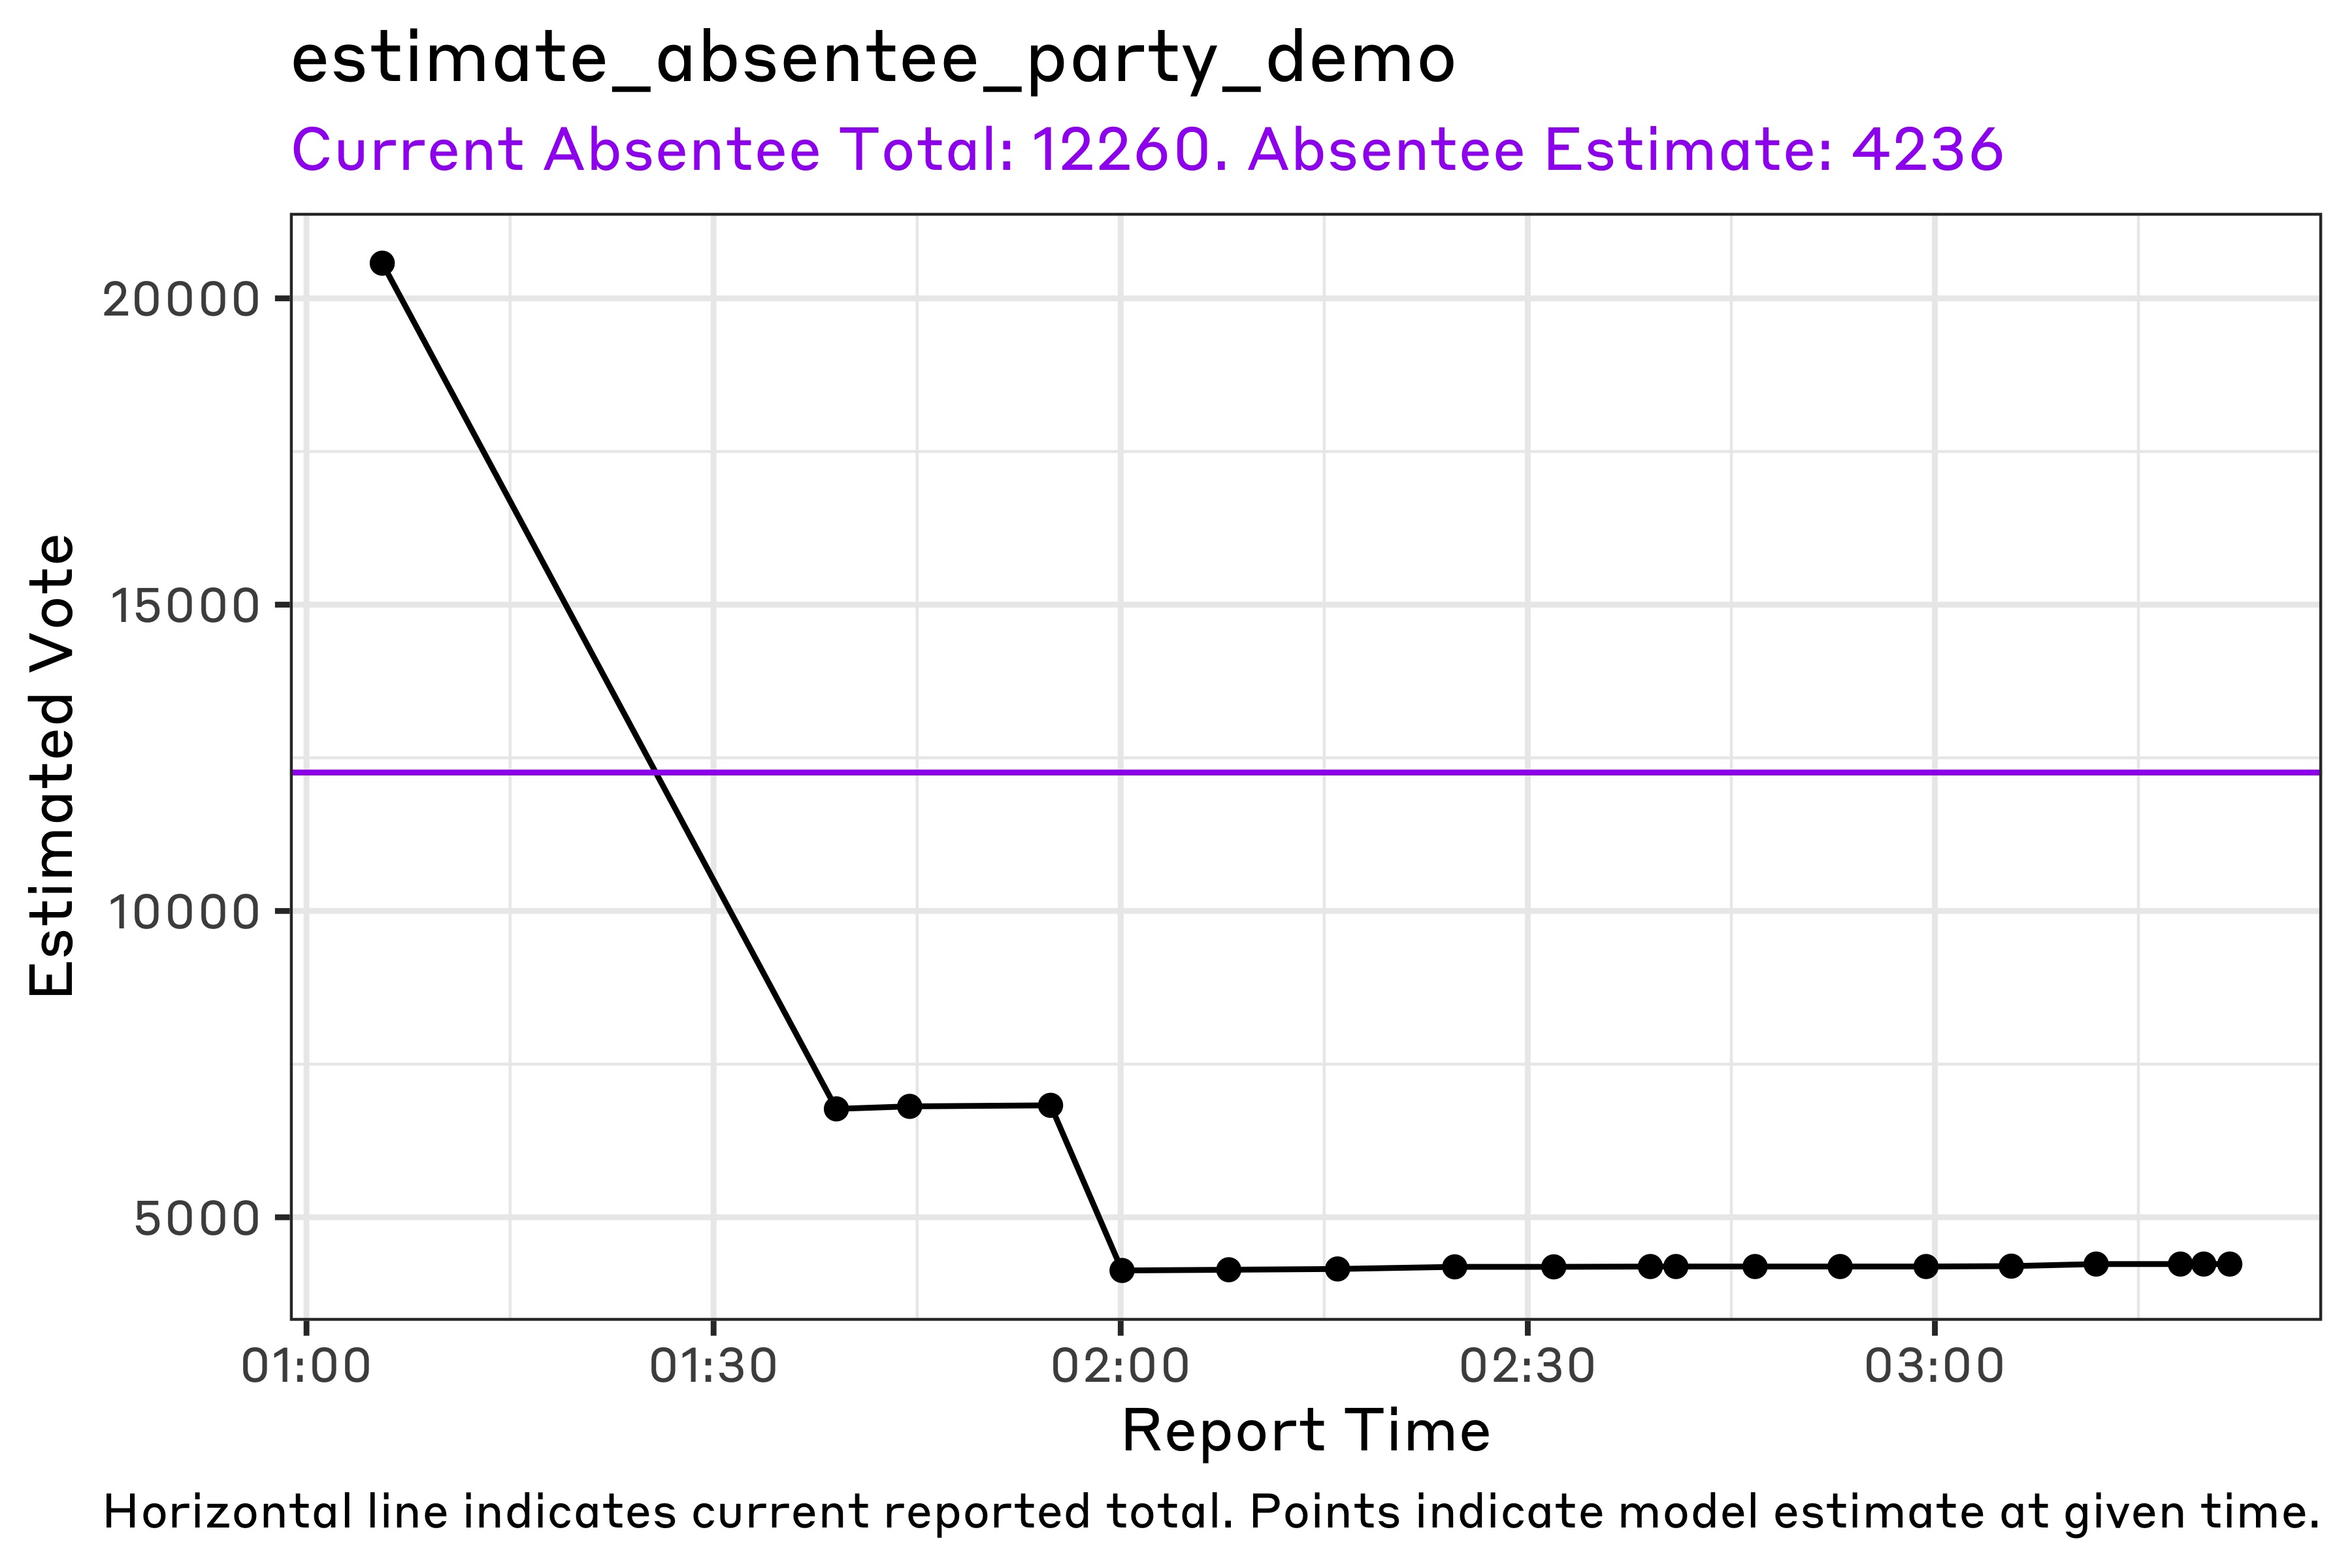 estimate_absentee_party_demo
Current Absentee Total: 12260. Absentee Estimate: 4236
Estimated Vote
20000
15000
10000
5000
01:00 01:30 02:00 02:30 03:00
Report Time
Horizontal line indicates current reported total. Points indicate model estimate at given time.